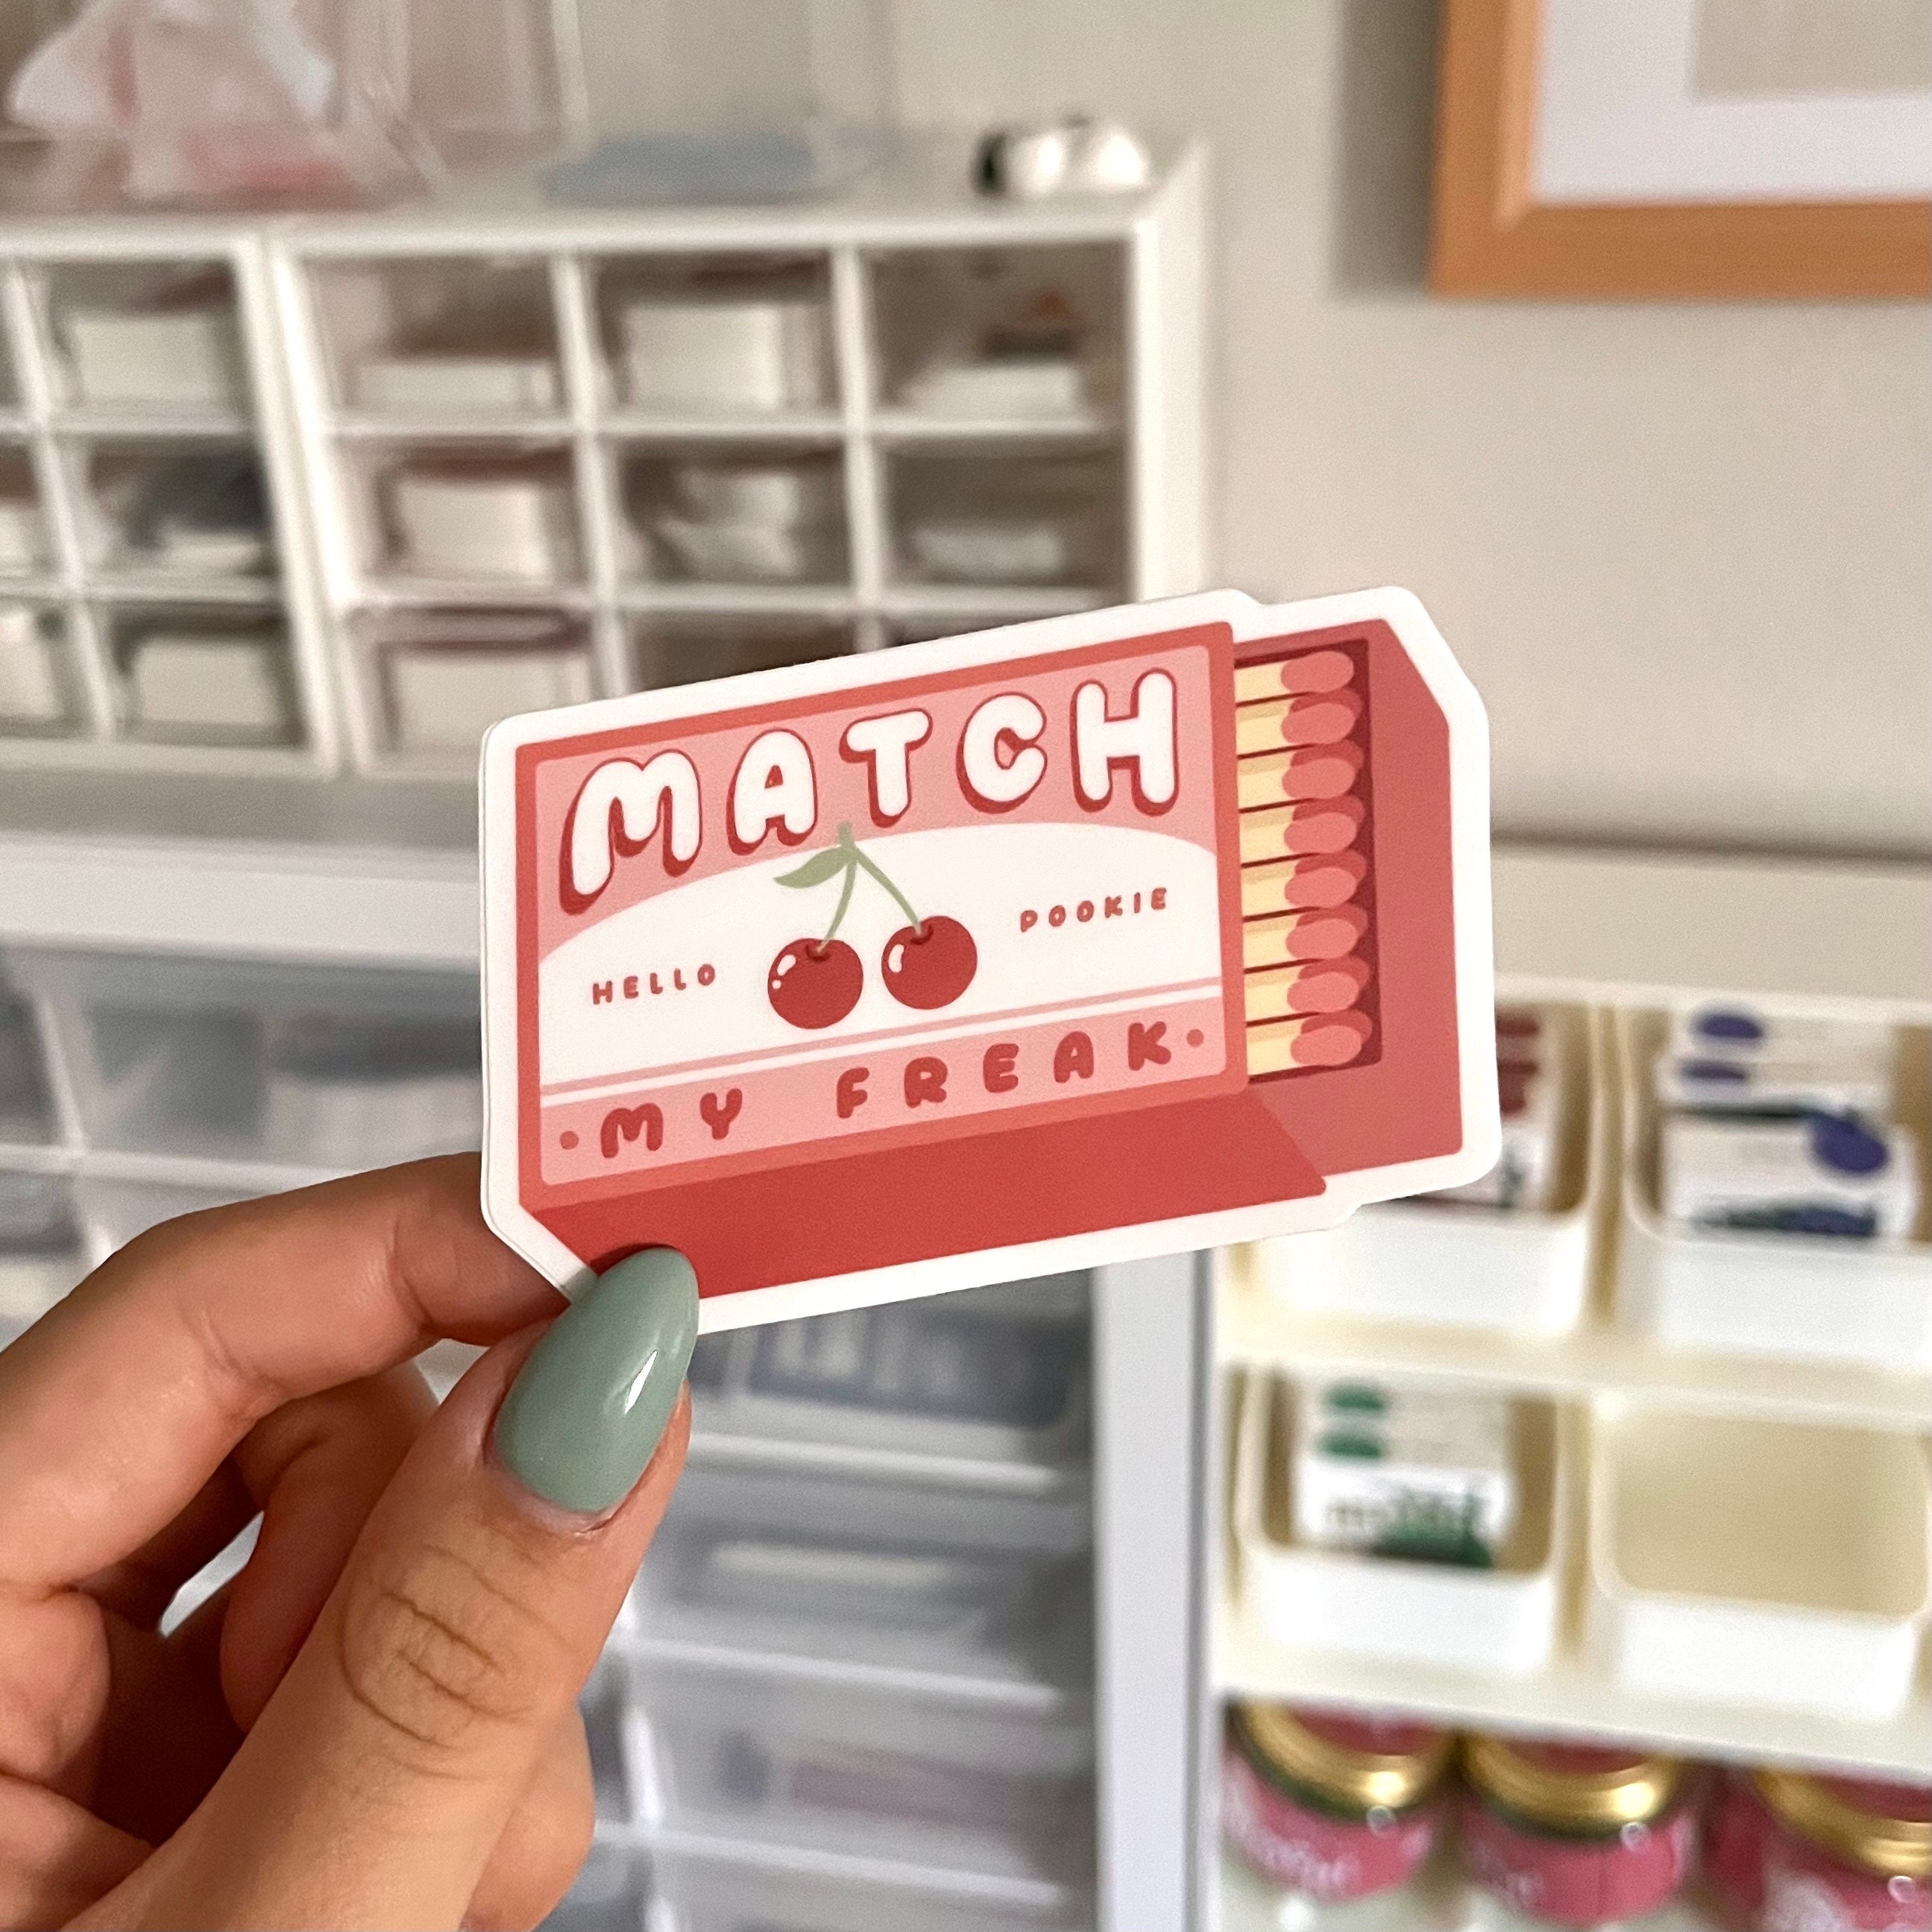 MATCH
HELLO POOKIE
• MY FREAK •